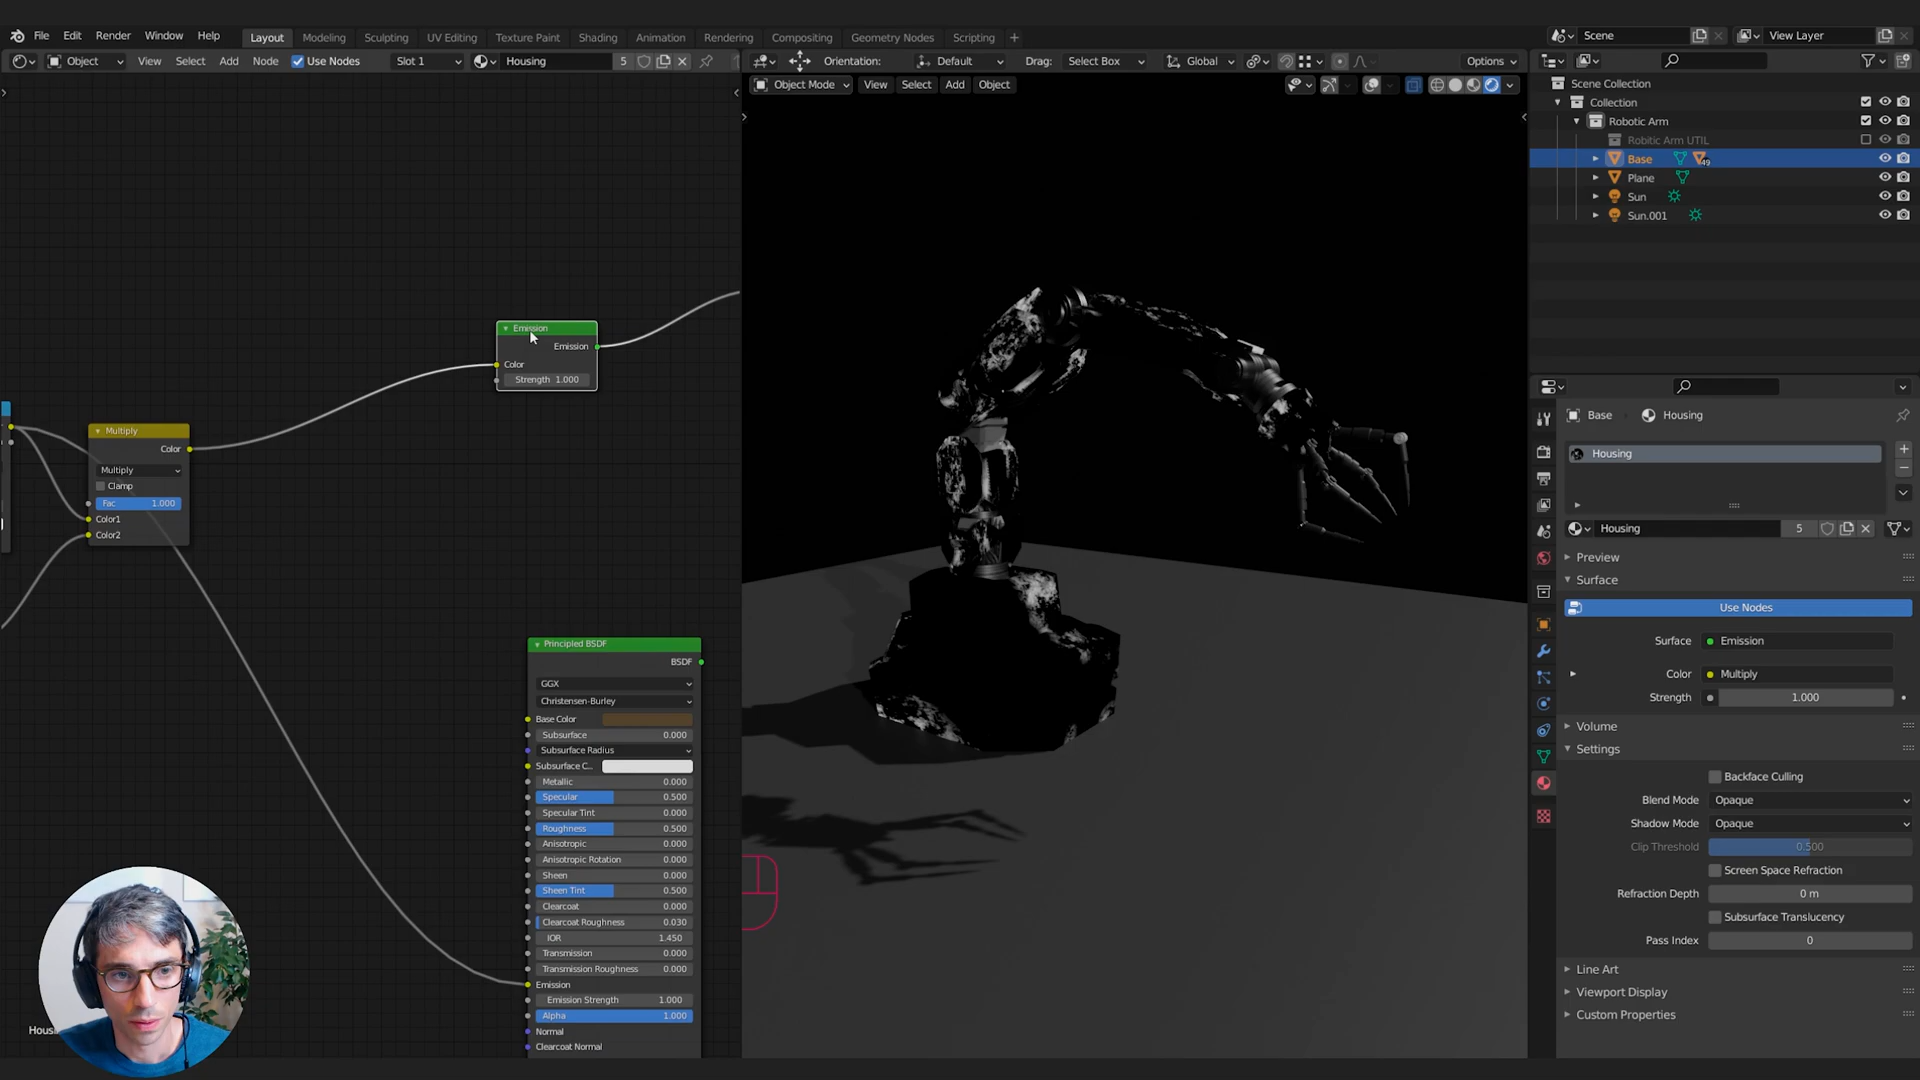 File Edit Render Window Help Layout Modeling Sculpting UV Editing Texture Paint Shading Animation Rendering Compositing Geometry Nodes Scripting + Scene View Layer
Object View Select Add Node Use Nodes Slot 1 Housing 5 Orientation: Default Drag: Select Box Global Options
Object Mode View Select Add Object
Scene Collection
Collection
Robotic Arm
Robitic Arm UTIL
Base 49
Plane
Sun
Sun.001
Emission
Emission
Color
Strength 1.000
Multiply
Color
Multiply
Clamp
Fac 1.000
Color1
Color2
Principled BSDF
BSDF
GGX
Christensen-Burley
Base Color
Subsurface 0.000
Subsurface Radius
Subsurface C...
Metallic 0.000
Specular 0.500
Specular Tint 0.000
Roughness 0.500
Anisotropic 0.000
Anisotropic Rotation 0.000
Sheen 0.000
Sheen Tint 0.500
Clearcoat 0.000
Clearcoat Roughness 0.030
IOR 1.450
Transmission 0.000
Transmission Roughness 0.000
Emission
Emission Strength 1.000
Alpha 1.000
Normal
Clearcoat Normal
Base Housing
Housing
Housing 5
Preview
Surface
Use Nodes
Surface Emission
Color Multiply
Strength 1.000
Volume
Settings
Backface Culling
Blend Mode Opaque
Shadow Mode Opaque
Clip Threshold 0.500
Screen Space Refraction
Refraction Depth 0 m
Subsurface Translucency
Pass Index 0
Line Art
Viewport Display
Custom Properties